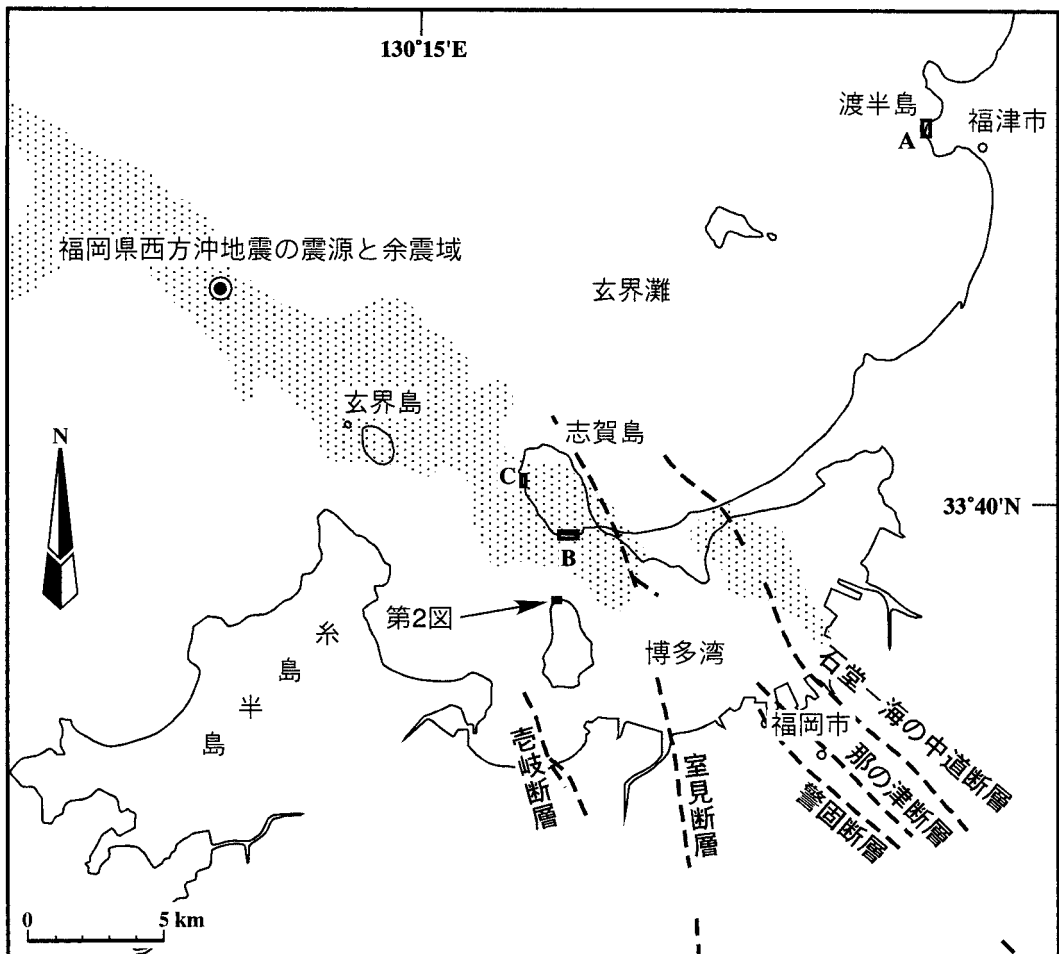 130°15'E
渡半島
福津市
A
福岡県西方沖地震の震源と余震域
玄界灘
玄界島
志賀島
N
C
33°40'N
B
第2図
糸島半島
博多湾
福岡市
石堂－海の中道断層
那の津断層
警固断層
室見断層
壱岐断層
0 5 km